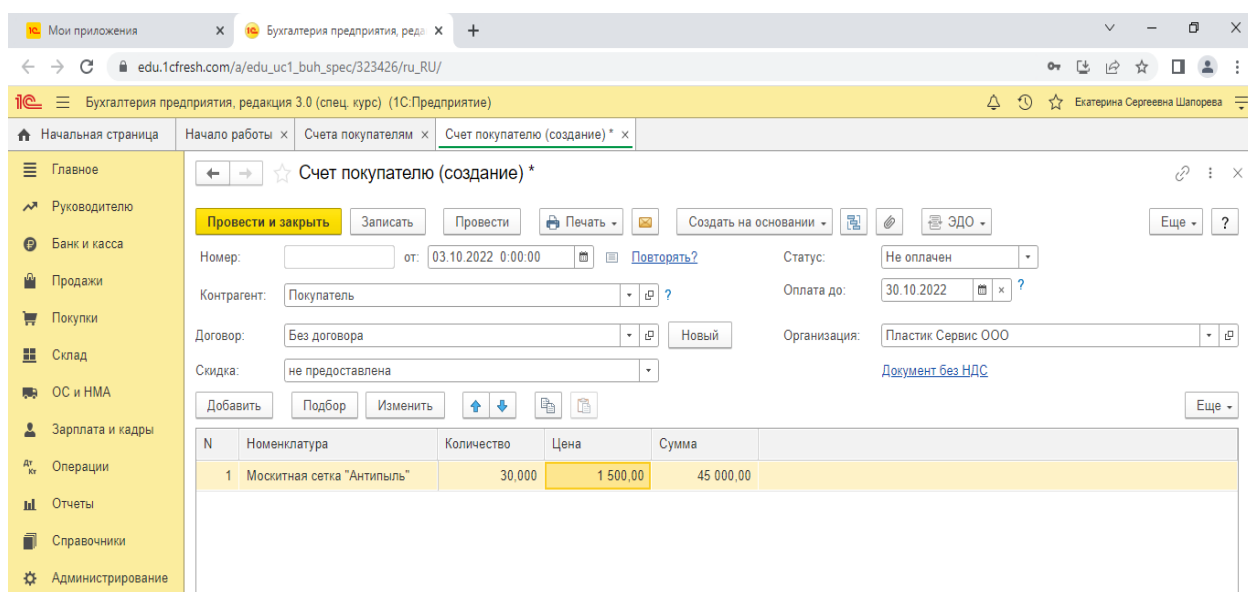 Мои приложения
Бухгалтерия предприятия, реда
edu.1cfresh.com/a/edu_uc1_buh_spec/323426/ru_RU/
Бухгалтерия предприятия, редакция 3.0 (спец. курс) (1С:Предприятие)
Екатерина Сергеевна Шапорева
Начальная страница
Начало работы ×
Счета покупателям ×
Счет покупателю (создание) * ×
Главное
Руководителю
Банк и касса
Продажи
Покупки
Склад
ОС и НМА
Зарплата и кадры
Операции
Отчеты
Справочники
Администрирование
Счет покупателю (создание) *
Провести и закрыть
Записать
Провести
Печать
Создать на основании
ЭДО
Еще
?
Номер:
от: 03.10.2022 0:00:00
Повторять?
Статус: Не оплачен
Контрагент: Покупатель
?
Оплата до: 30.10.2022
?
Договор: Без договора
Новый
Организация: Пластик Сервис ООО
Скидка: не предоставлена
Документ без НДС
Добавить
Подбор
Изменить
Еще
N Номенклатура Количество Цена Сумма
1 Москитная сетка "Антипыль" 30,000 1 500,00 45 000,00